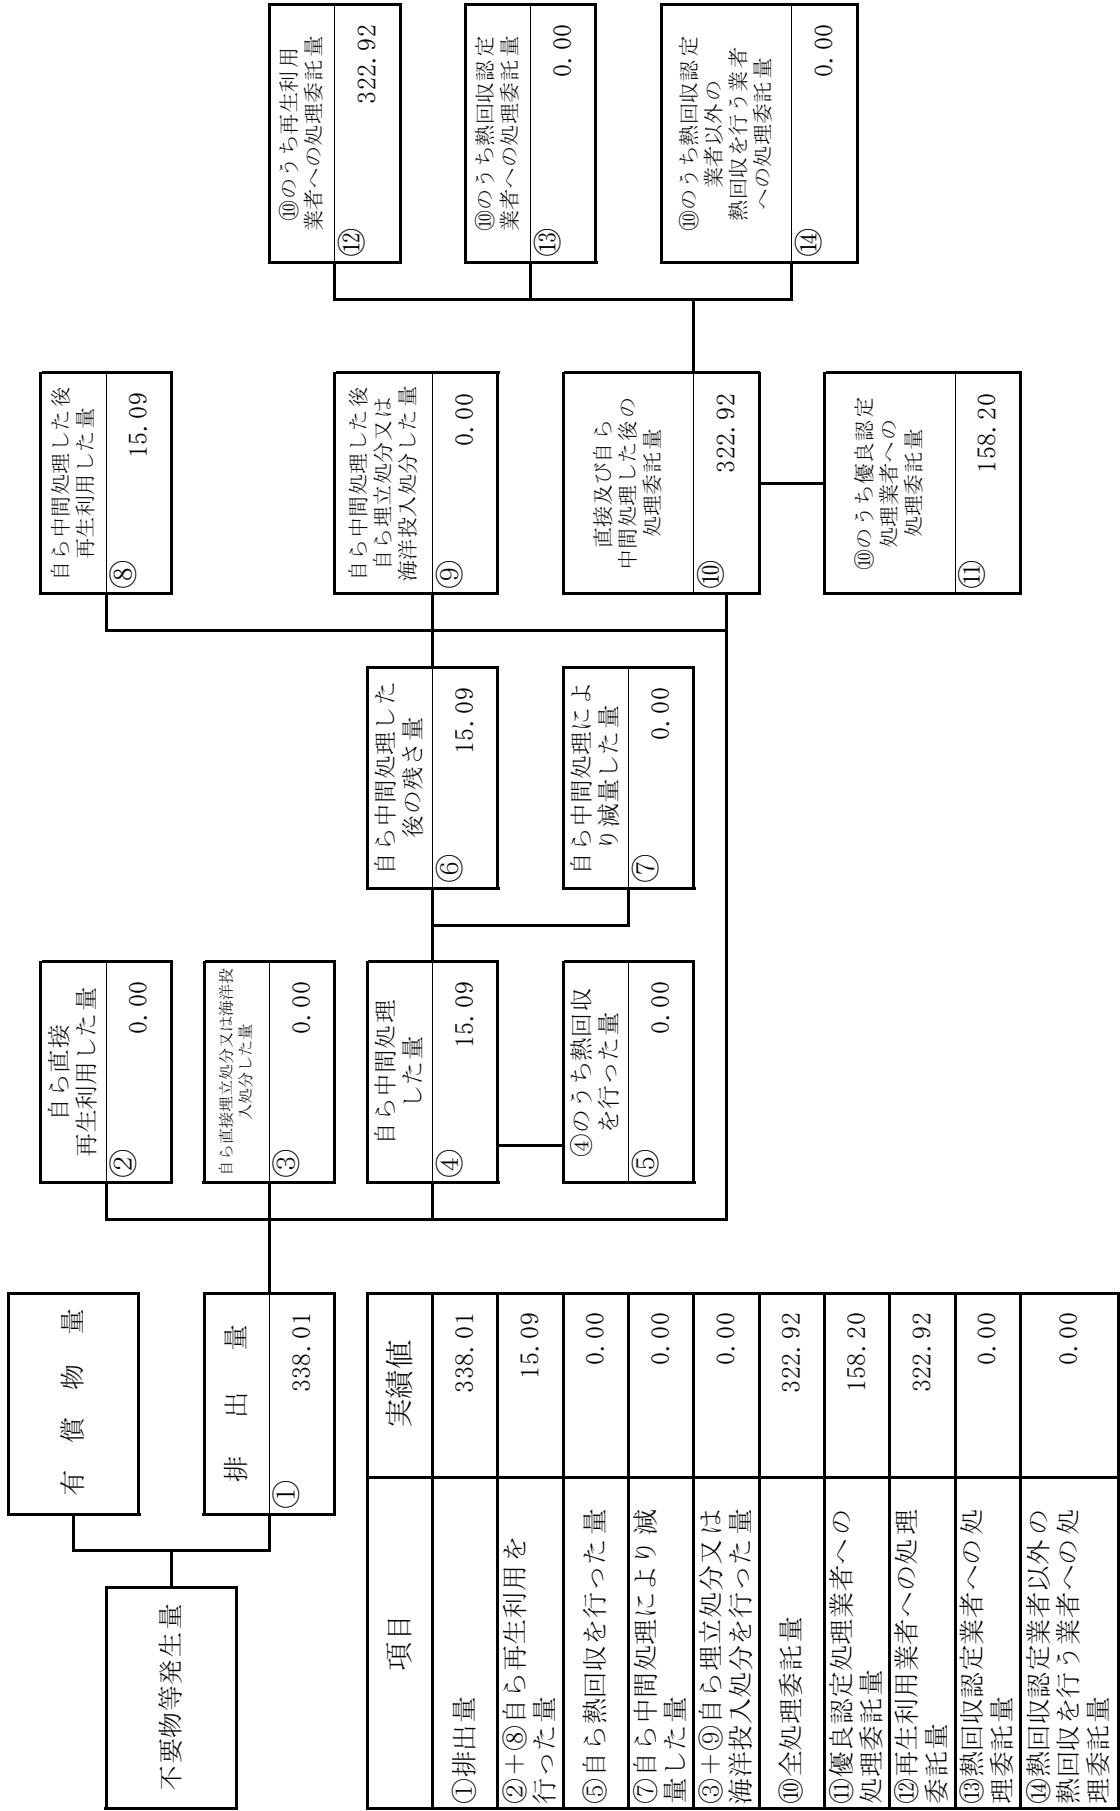 不要物等発生量
有償物量
排出量
①
338.01
自ら直接
再生利用した量
②
0.00
自ら直接埋立処分又は海洋投
入処分した量
③
0.00
自ら中間処理
した量
④
15.09
④のうち熱回収
を行った量
⑤
0.00
自ら中間処理した
後の残さ量
⑥
15.09
自ら中間処理によ
り減量した量
⑦
0.00
自ら中間処理した後
再生利用した量
⑧
15.09
自ら中間処理した後
自ら埋立処分又は
海洋投入処分した量
⑨
0.00
直接及び自ら
中間処理した後の
処理委託量
⑩
322.92
⑩のうち優良認定
処理業者への
処理委託量
⑪
158.20
⑩のうち再生利用
業者への処理委託量
⑫
322.92
⑩のうち熱回収認定
業者への処理委託量
⑬
0.00
⑩のうち熱回収認定
業者以外の
熱回収を行う業者
への処理委託量
⑭
0.00
項目
実績値
①排出量
338.01
②+⑧自ら再生利用を
行った量
15.09
⑤自ら熱回収を行った量
0.00
⑦自ら中間処理により減
量した量
0.00
③+⑨自ら埋立処分又は
海洋投入処分を行った量
0.00
⑩全処理委託量
322.92
⑪優良認定処理業者への
処理委託量
158.20
⑫再生利用業者への処理
委託量
322.92
⑬熱回収認定業者への処
理委託量
0.00
⑭熱回収認定業者以外の
熱回収を行う業者への処
理委託量
0.00